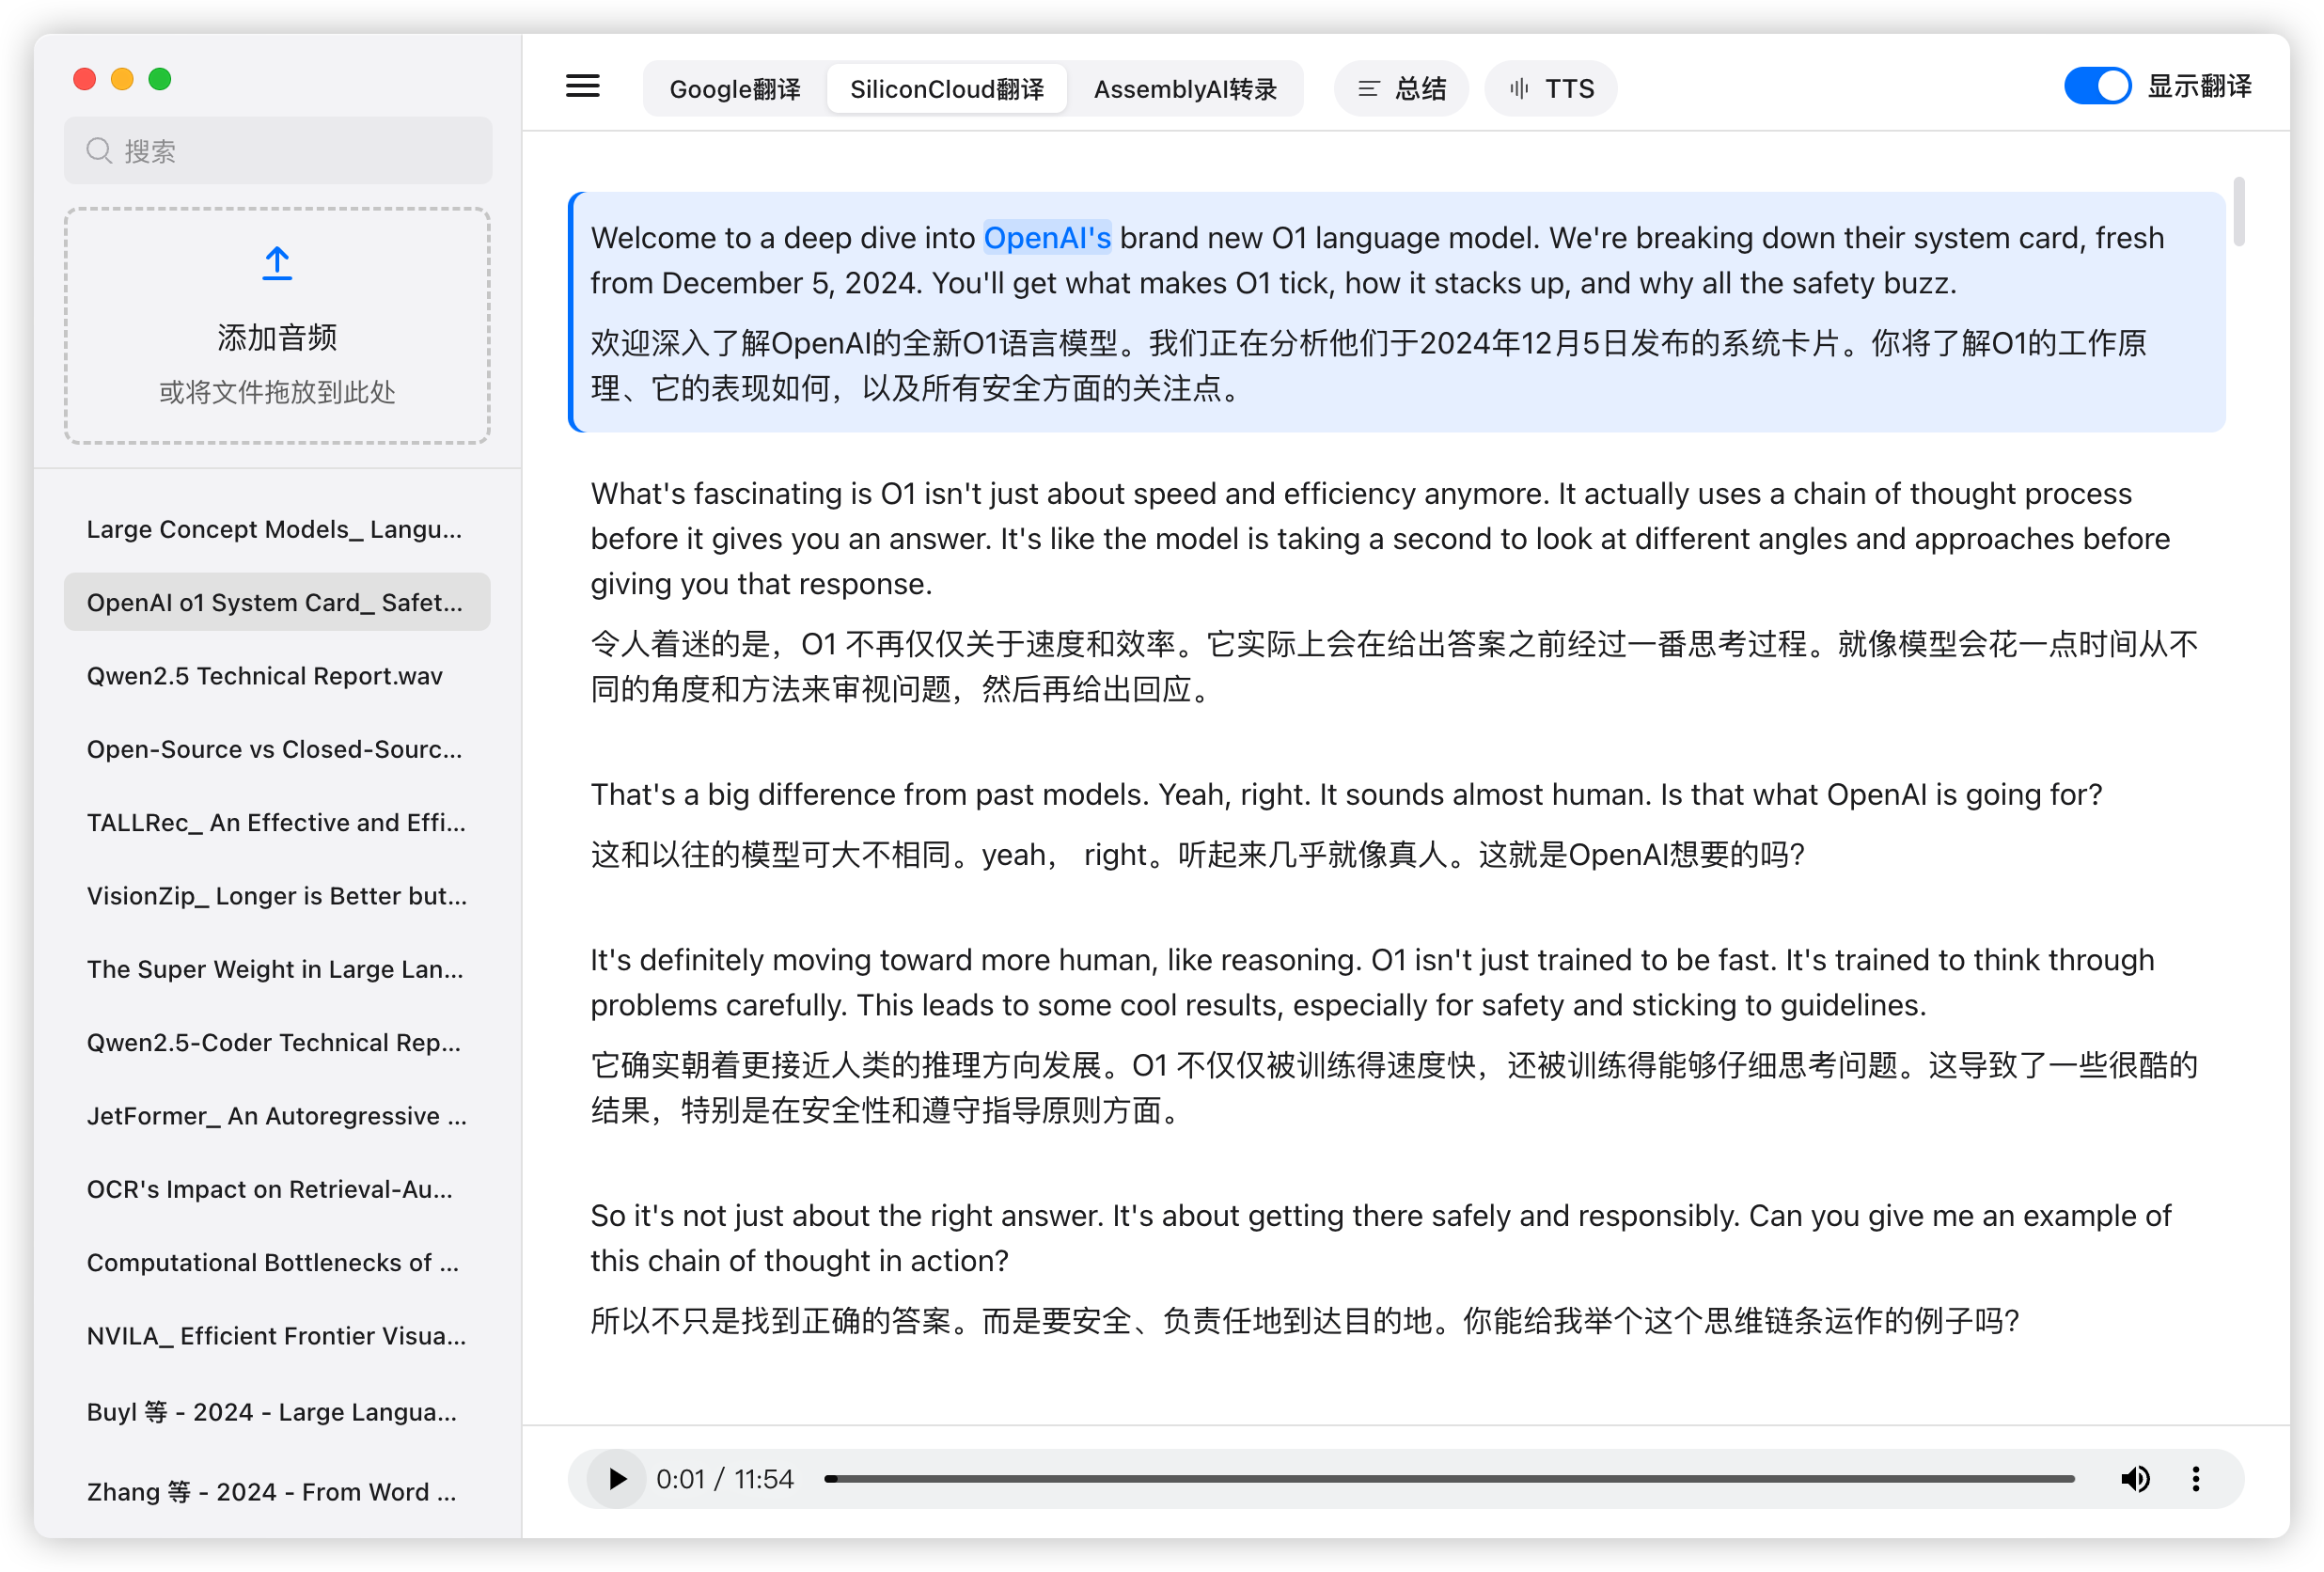 搜索
添加音频
或将文件拖放到此处
Large Concept Models_ Langu...
OpenAI o1 System Card_ Safet...
Qwen2.5 Technical Report.wav
Open-Source vs Closed-Sourc...
TALLRec_ An Effective and Effi...
VisionZip_ Longer is Better but...
The Super Weight in Large Lan...
Qwen2.5-Coder Technical Rep...
JetFormer_ An Autoregressive ...
OCR's Impact on Retrieval-Au...
Computational Bottlenecks of ...
NVILA_ Efficient Frontier Visua...
Buyl 等 - 2024 - Large Langua...
Zhang 等 - 2024 - From Word ...
Google翻译 SiliconCloud翻译 AssemblyAI转录 总结 TTS 显示翻译
Welcome to a deep dive into OpenAI's brand new O1 language model. We're breaking down their system card, fresh
from December 5, 2024. You'll get what makes O1 tick, how it stacks up, and why all the safety buzz.
欢迎深入了解OpenAI的全新O1语言模型。我们正在分析他们于2024年12月5日发布的系统卡片。你将了解O1的工作原
理、它的表现如何，以及所有安全方面的关注点。
What's fascinating is O1 isn't just about speed and efficiency anymore. It actually uses a chain of thought process
before it gives you an answer. It's like the model is taking a second to look at different angles and approaches before
giving you that response.
令人着迷的是，O1 不再仅仅关于速度和效率。它实际上会在给出答案之前经过一番思考过程。就像模型会花一点时间从不
同的角度和方法来审视问题，然后再给出回应。
That's a big difference from past models. Yeah, right. It sounds almost human. Is that what OpenAI is going for?
这和以往的模型可大不相同。yeah， right。听起来几乎就像真人。这就是OpenAI想要的吗？
It's definitely moving toward more human, like reasoning. O1 isn't just trained to be fast. It's trained to think through
problems carefully. This leads to some cool results, especially for safety and sticking to guidelines.
它确实朝着更接近人类的推理方向发展。O1 不仅仅被训练得速度快，还被训练得能够仔细思考问题。这导致了一些很酷的
结果，特别是在安全性和遵守指导原则方面。
So it's not just about the right answer. It's about getting there safely and responsibly. Can you give me an example of
this chain of thought in action?
所以不只是找到正确的答案。而是要安全、负责任地到达目的地。你能给我举个这个思维链条运作的例子吗？
0:01 / 11:54